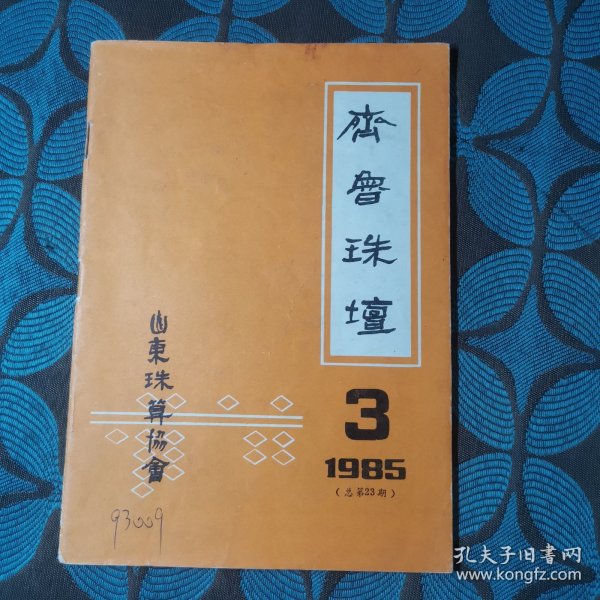 齊魯珠壇
3
1985
(总第23期)
山東珠算協會
93009
孔夫子旧书网
www.kongfz.com